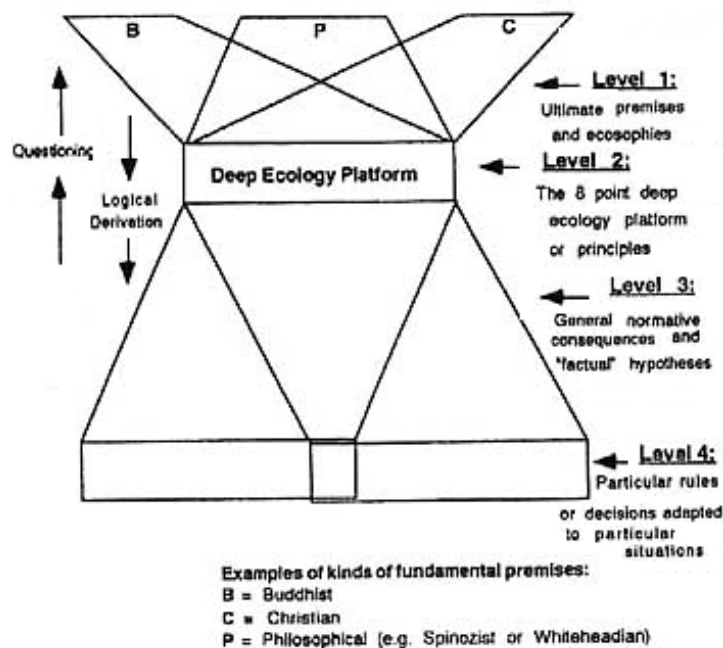 B
P
C
Level 1:
Ultimate premises
and ecosophies
Questioning
Logical
Derivation
Deep Ecology Platform
Level 2:
The 8 point deep
ecology platform
or principles
Level 3:
General normative
consequences and
"factual" hypotheses
Level 4:
Particular rules
or decisions adapted
to particular
situations
Examples of kinds of fundamental premises:
B = Buddhist
C = Christian
P = Philosophical (e.g. Spinozist or Whiteheadian)